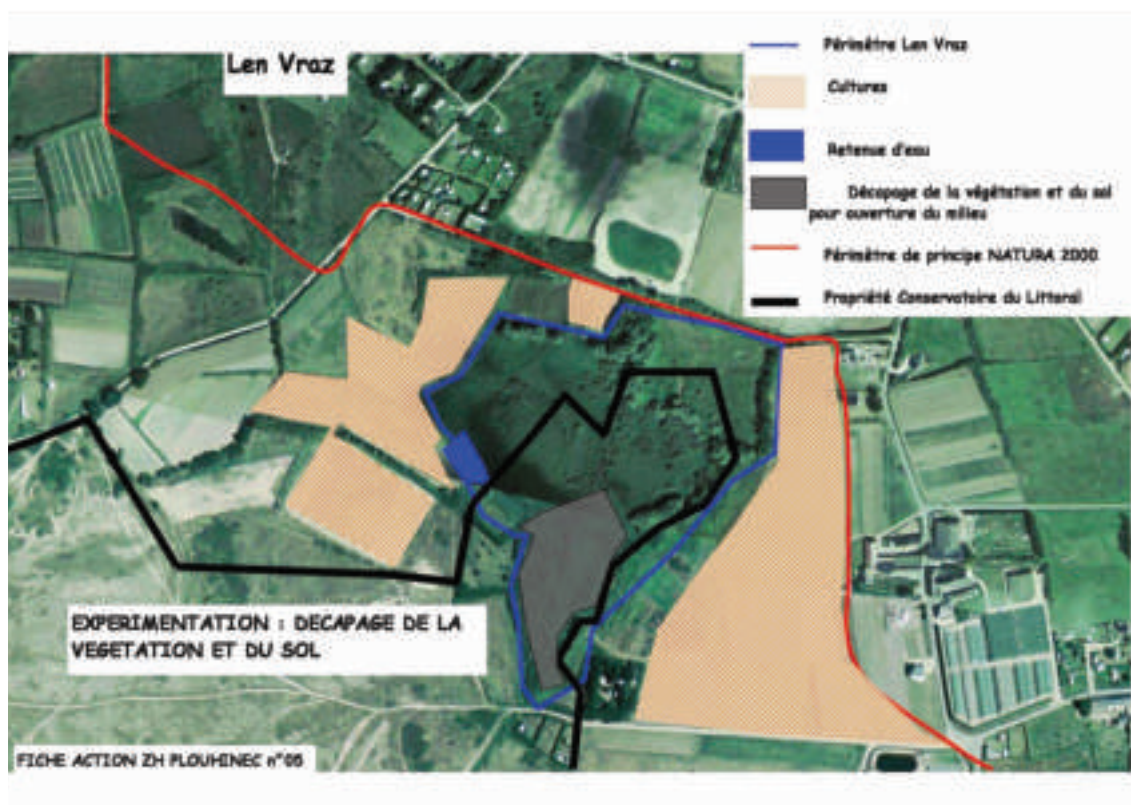 Len Vraz
Périmètre Len Vraz
Cultures
Retenue d'eau
Décapage de la végétation et du sol
pour ouverture du milieu
Périmètre de principe NATURA 2000
Propriété Conservatoire du Littoral
EXPERIMENTATION : DECAPAGE DE LA
VEGETATION ET DU SOL
FICHE ACTION ZH PLOUHINEC n°05